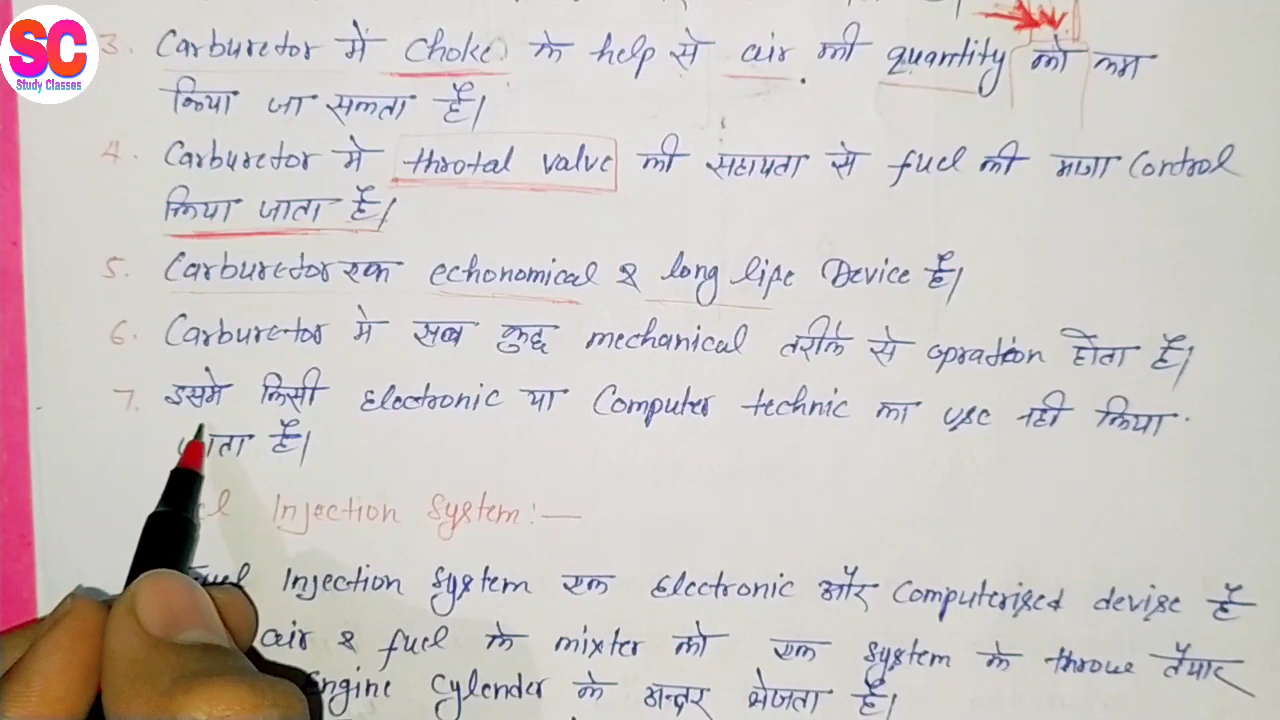 SC
Study Classes
3. Carburetor में choke के help से air की quantity को कम
किया जा सकता है।
4. Carburetor मे throtal valve की सहायता से fuel की मात्रा Control
किया जाता है।
5. Carburetor एक echonomical & long life Device है।
6. Carburetor मे सब कुछ mechanical तरीके से opration होता है।
7. इसमे किसी Electronic या Computer technic का use नही किया
जाता है।
Injection System:—
Fuel Injection System एक Electronic और Computerised devise है
air & fuel के mixter को एक System के throue तैयार
Engine Cylender के अन्दर भेजता है।